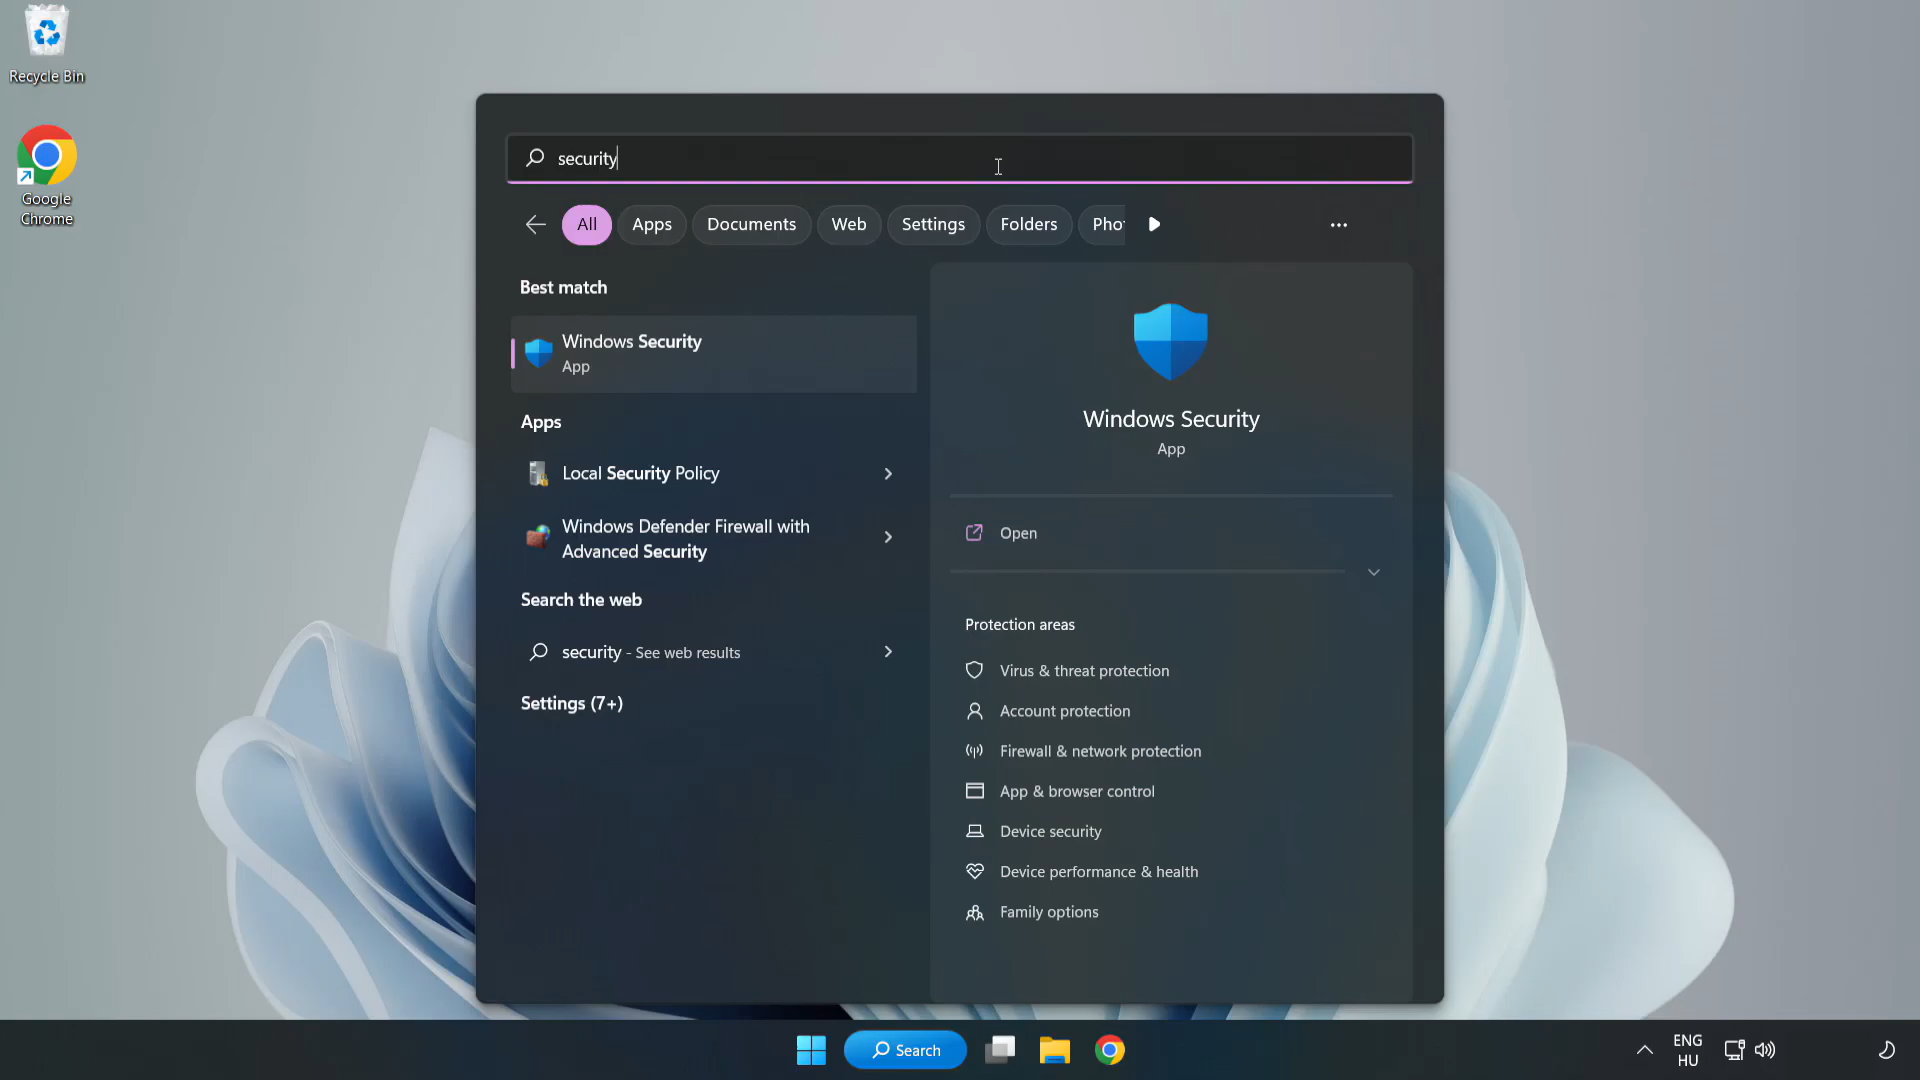 Recycle Bin
Google
Chrome
security
All
Apps
Documents
Web
Settings
Folders
Pho
Best match
Windows Security
App
Apps
Local Security Policy
Windows Defender Firewall with
Advanced Security
Search the web
security - See web results
Settings (7+)
Windows Security
App
Open
Protection areas
Virus & threat protection
Account protection
Firewall & network protection
App & browser control
Device security
Device performance & health
Family options
Search
ENG
HU